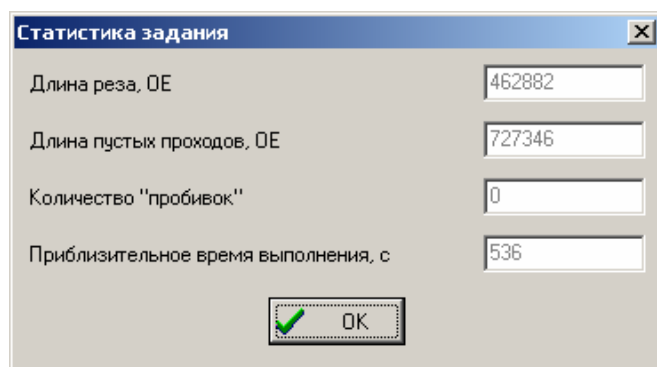 Статистика задания
Длина реза, ОЕ 462882
Длина пустых проходов, ОЕ 727346
Количество "пробивок" 0
Приблизительное время выполнения, с 536
OK